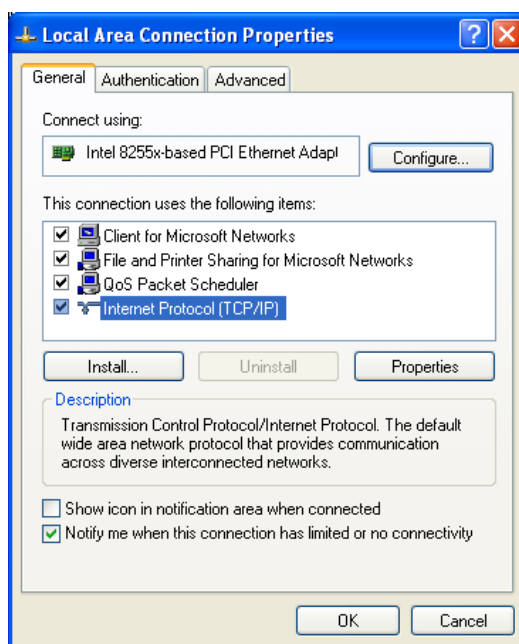 Local Area Connection Properties
General Authentication Advanced
Connect using:
Intel 8255x-based PCI Ethernet Adapt
Configure...
This connection uses the following items:
Client for Microsoft Networks
File and Printer Sharing for Microsoft Networks
QoS Packet Scheduler
Internet Protocol (TCP/IP)
Install... Uninstall Properties
Description
Transmission Control Protocol/Internet Protocol. The default
wide area network protocol that provides communication
across diverse interconnected networks.
Show icon in notification area when connected
Notify me when this connection has limited or no connectivity
OK Cancel